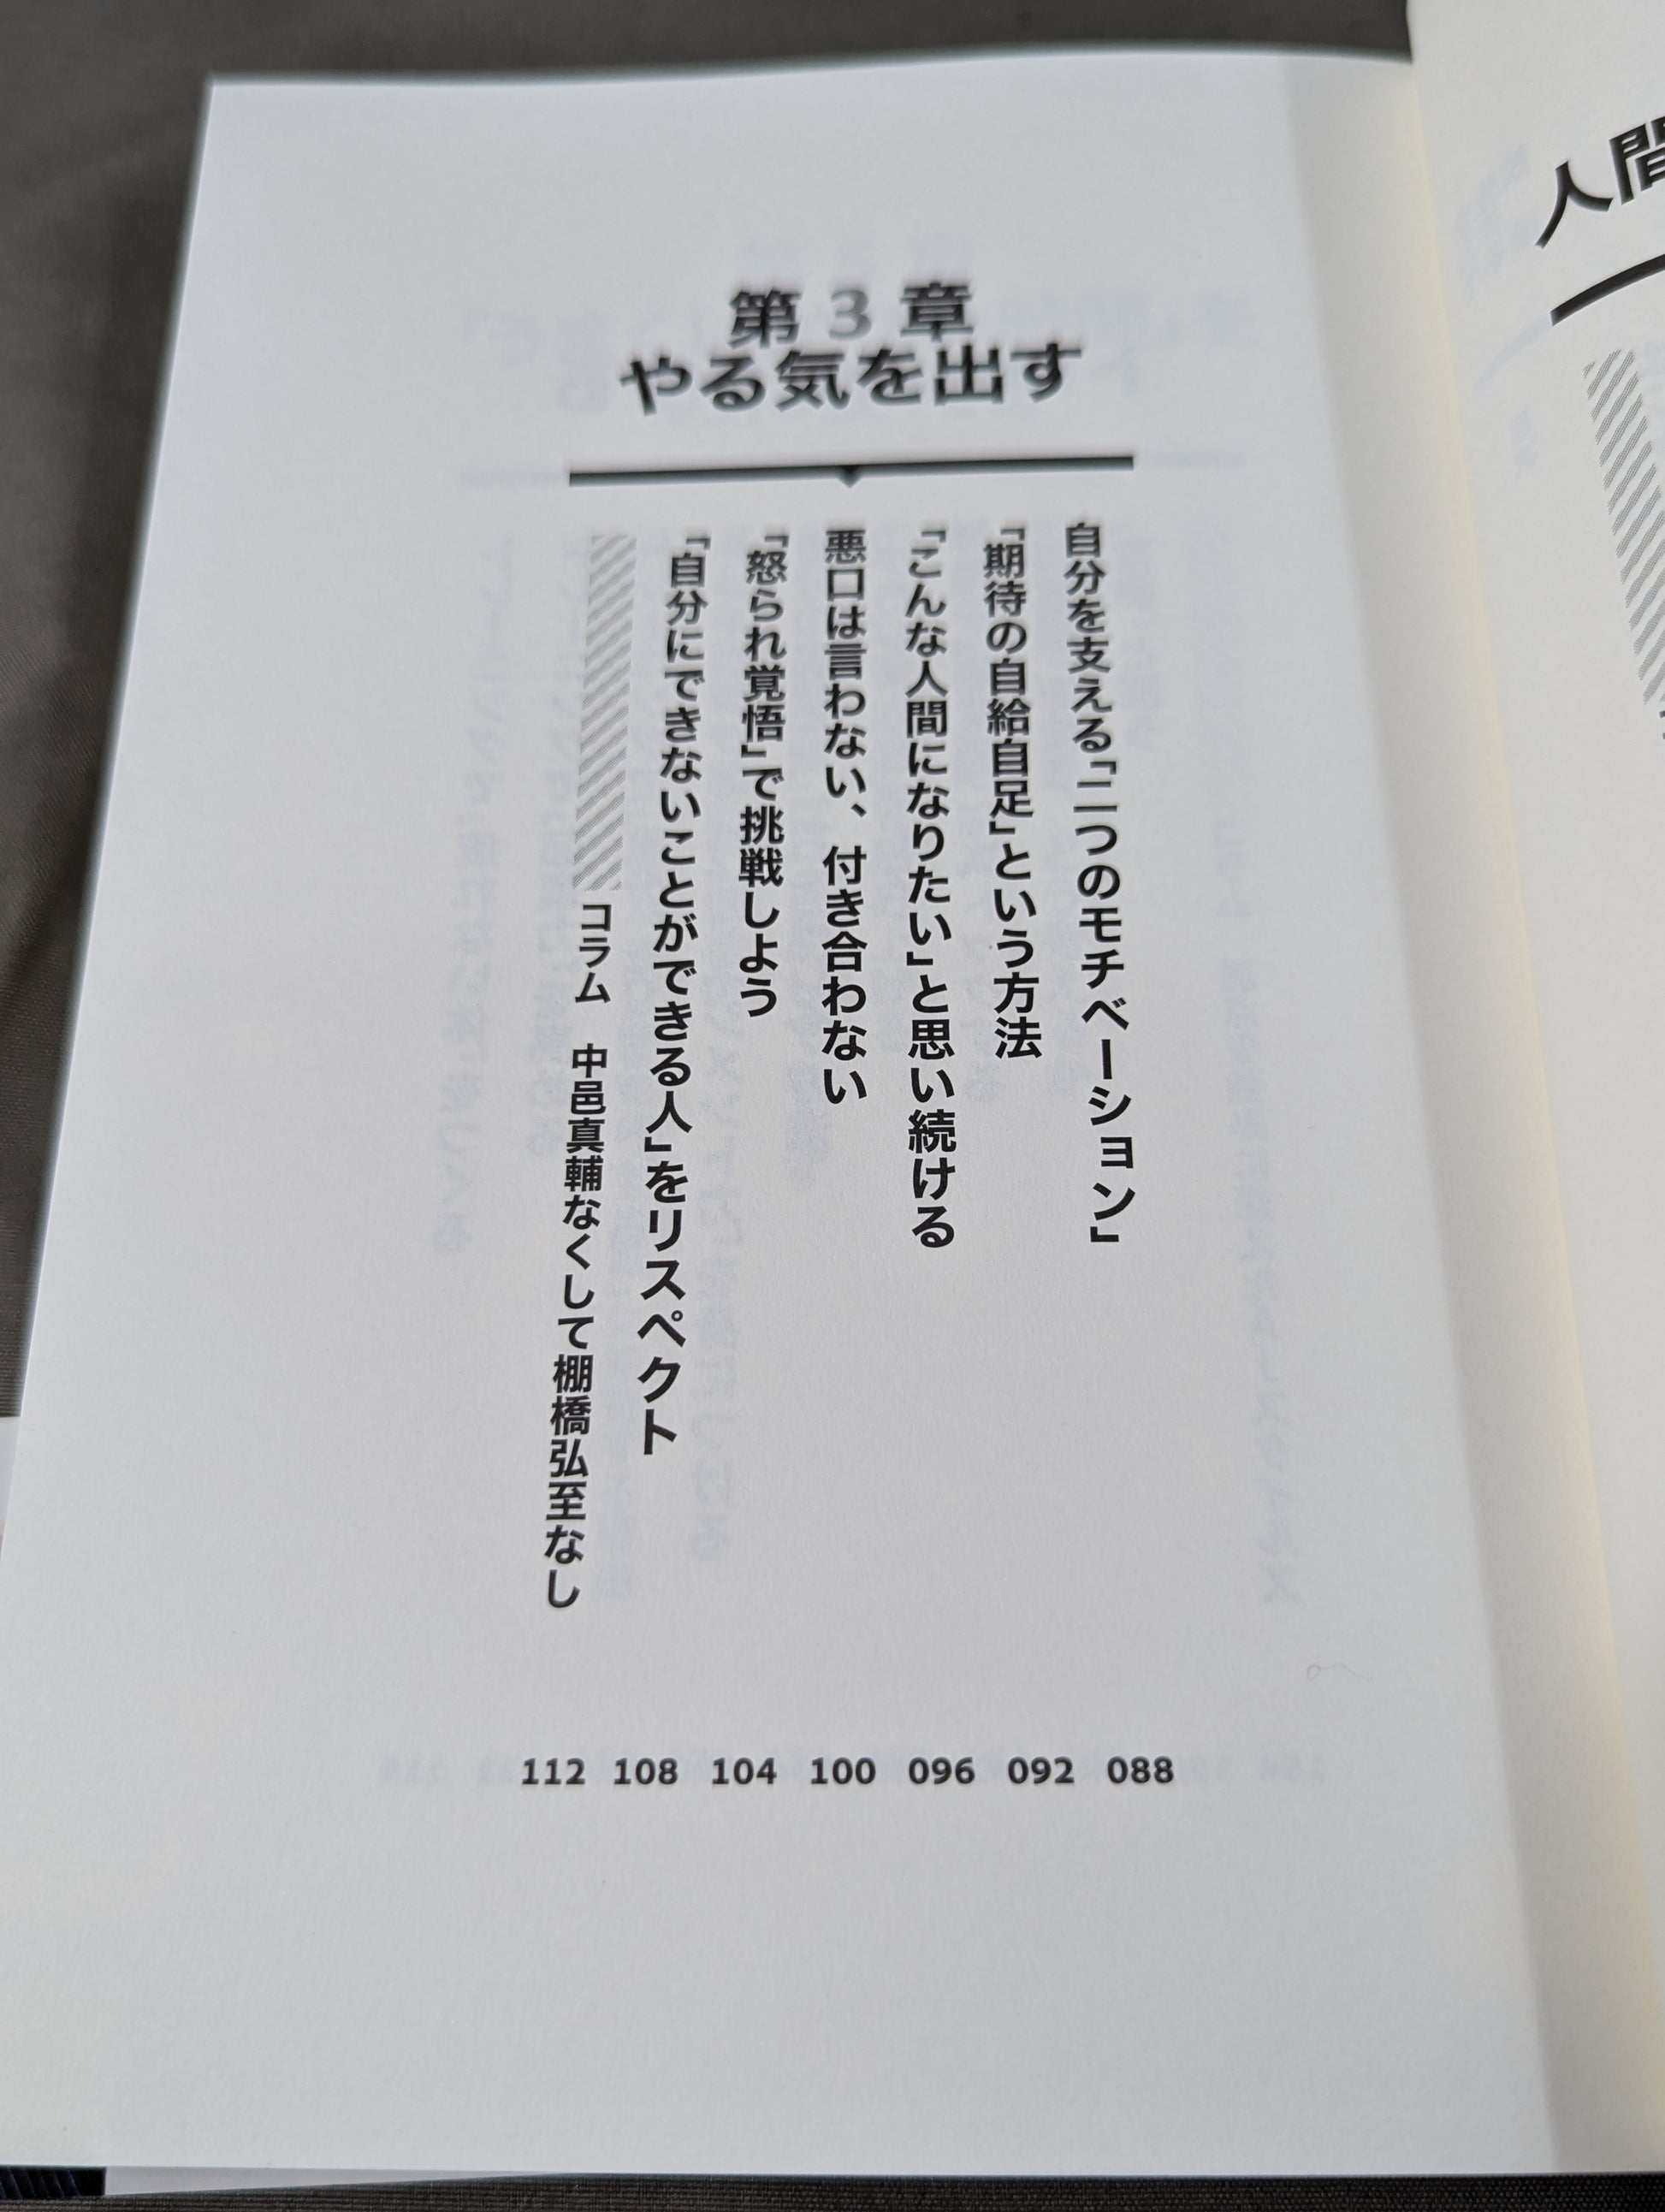 第3章
やる気を出す
自分を支える「二つのモチベーション」 088
「期待の自給自足」という方法 092
「こんな人間になりたい」と思い続ける 096
悪口は言わない、付き合わない 100
「怒られ覚悟」で挑戦しよう 104
「自分にできないことができる人」をリスペクト 108
コラム 中邑真輔なくして棚橋弘至なし 112